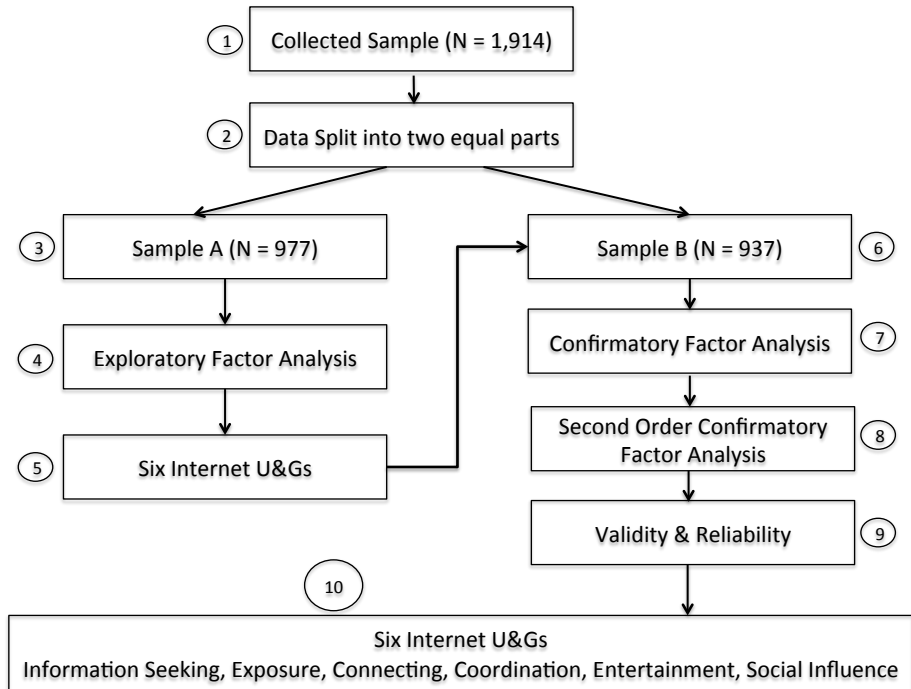 1
Collected Sample (N = 1,914)
2
Data Split into two equal parts
3
Sample A (N = 977)
4
Exploratory Factor Analysis
5
Six Internet U&Gs
Sample B (N = 937)
6
Confirmatory Factor Analysis
7
Second Order Confirmatory
Factor Analysis
8
Validity & Reliability
9
10
Six Internet U&Gs
Information Seeking, Exposure, Connecting, Coordination, Entertainment, Social Influence